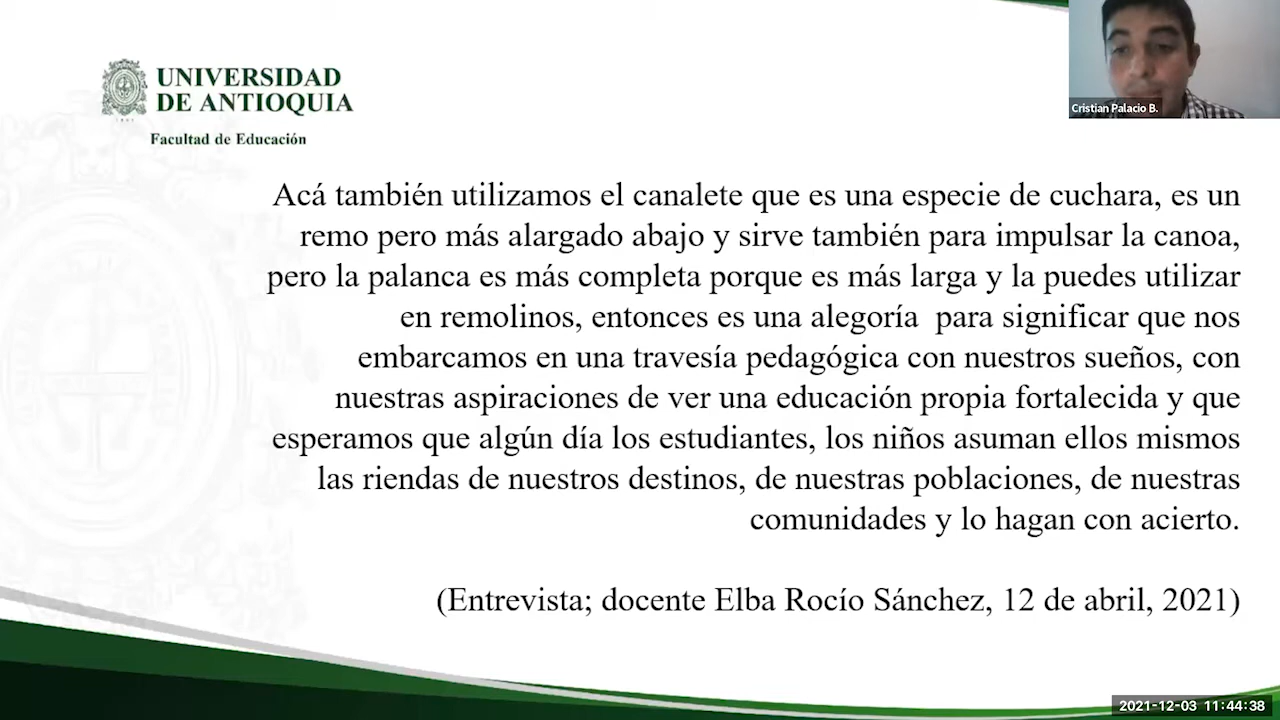 UNIVERSIDAD
DE ANTIOQUIA
Facultad de Educación
Cristian Palacio B.
Acá también utilizamos el canalete que es una especie de cuchara, es un
remo pero más alargado abajo y sirve también para impulsar la canoa,
pero la palanca es más completa porque es más larga y la puedes utilizar
en remolinos, entonces es una alegoría  para significar que nos
embarcamos en una travesía pedagógica con nuestros sueños, con
nuestras aspiraciones de ver una educación propia fortalecida y que
esperamos que algún día los estudiantes, los niños asuman ellos mismos
las riendas de nuestros destinos, de nuestras poblaciones, de nuestras
comunidades y lo hagan con acierto.
(Entrevista; docente Elba Rocío Sánchez, 12 de abril, 2021)
2021-12-03 11:44:38